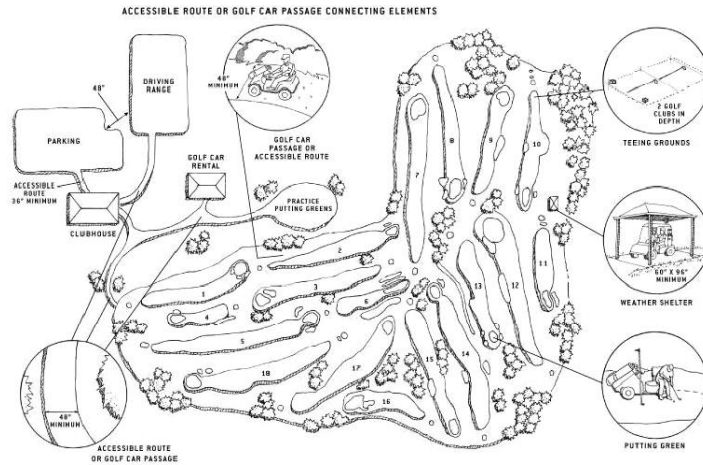 ACCESSIBLE ROUTE OR GOLF CAR PASSAGE CONNECTING ELEMENTS
DRIVING
RANGE
48"
PARKING
ACCESSIBLE
ROUTE
36" MINIMUM
CLUBHOUSE
GOLF CAR
RENTAL
48"
MINIMUM
GOLF CAR
PASSAGE OR
ACCESSIBLE ROUTE
PRACTICE
PUTTING GREENS
2 GOLF
CLUBS IN
DEPTH
TEEING GROUNDS
60" X 96"
MINIMUM
WEATHER SHELTER
PUTTING GREEN
48"
MINIMUM
ACCESSIBLE ROUTE
OR GOLF CAR PASSAGE
1
2
3
4
5
6
7
8
9
10
11
12
13
14
15
16
17
18